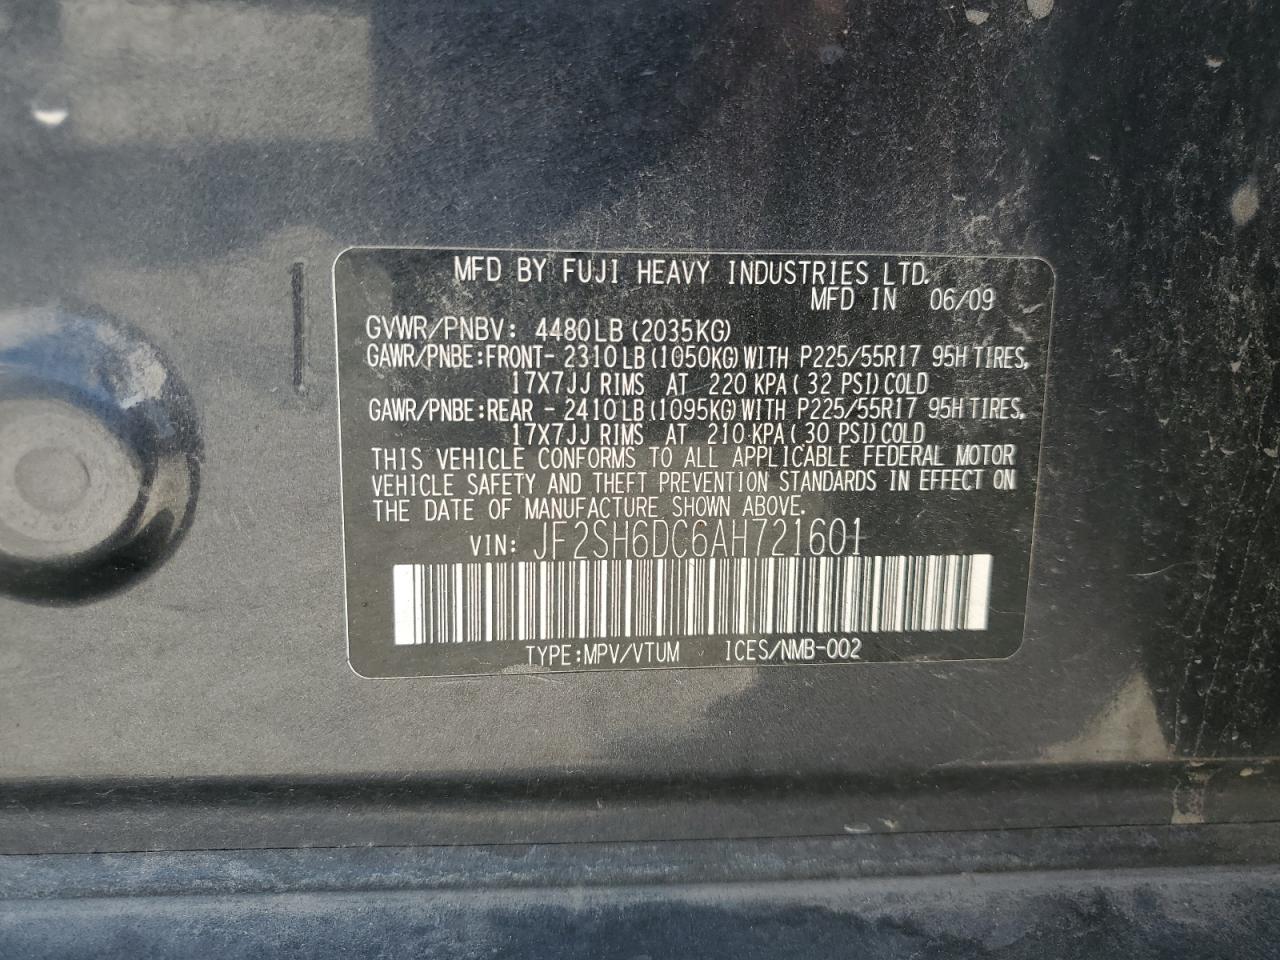 MFD BY FUJI HEAVY INDUSTRIES LTD.
MFD IN 06/09
GVWR/PNBV: 4480LB(2035KG)
GAWR/PNBE:FRONT- 2310LB(1050KG)WITH P225/55R17 95H TIRES,
17X7JJ RIMS AT 220 KPA( 32 PSI)COLD
GAWR/PNBE:REAR - 2410LB(1095KG)WITH P225/55R17 95H TIRES,
17X7JJ RIMS AT 210 KPA( 30 PSI)COLD
THIS VEHICLE CONFORMS TO ALL APPLICABLE FEDERAL MOTOR
VEHICLE SAFETY AND THEFT PREVENTION STANDARDS IN EFFECT ON
THE DATE OF MANUFACTURE SHOWN ABOVE.
VIN: JF2SH6DC6AH721601
TYPE:MPV/VTUM ICES/NMB-002